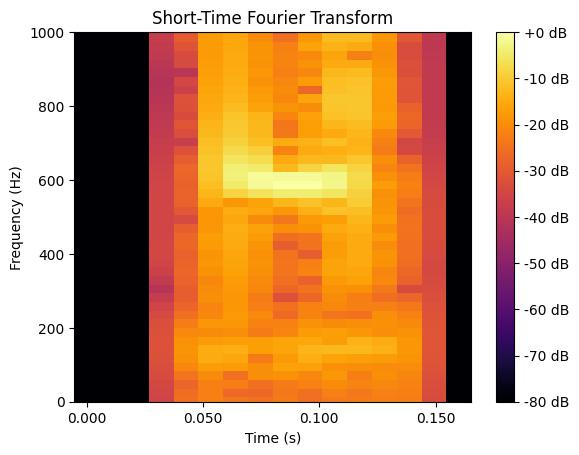 Short-Time Fourier Transform
1000
800
600
400
200
0
Frequency (Hz)
0.000
0.050
0.100
0.150
Time (s)
+0 dB
-10 dB
-20 dB
-30 dB
-40 dB
-50 dB
-60 dB
-70 dB
-80 dB